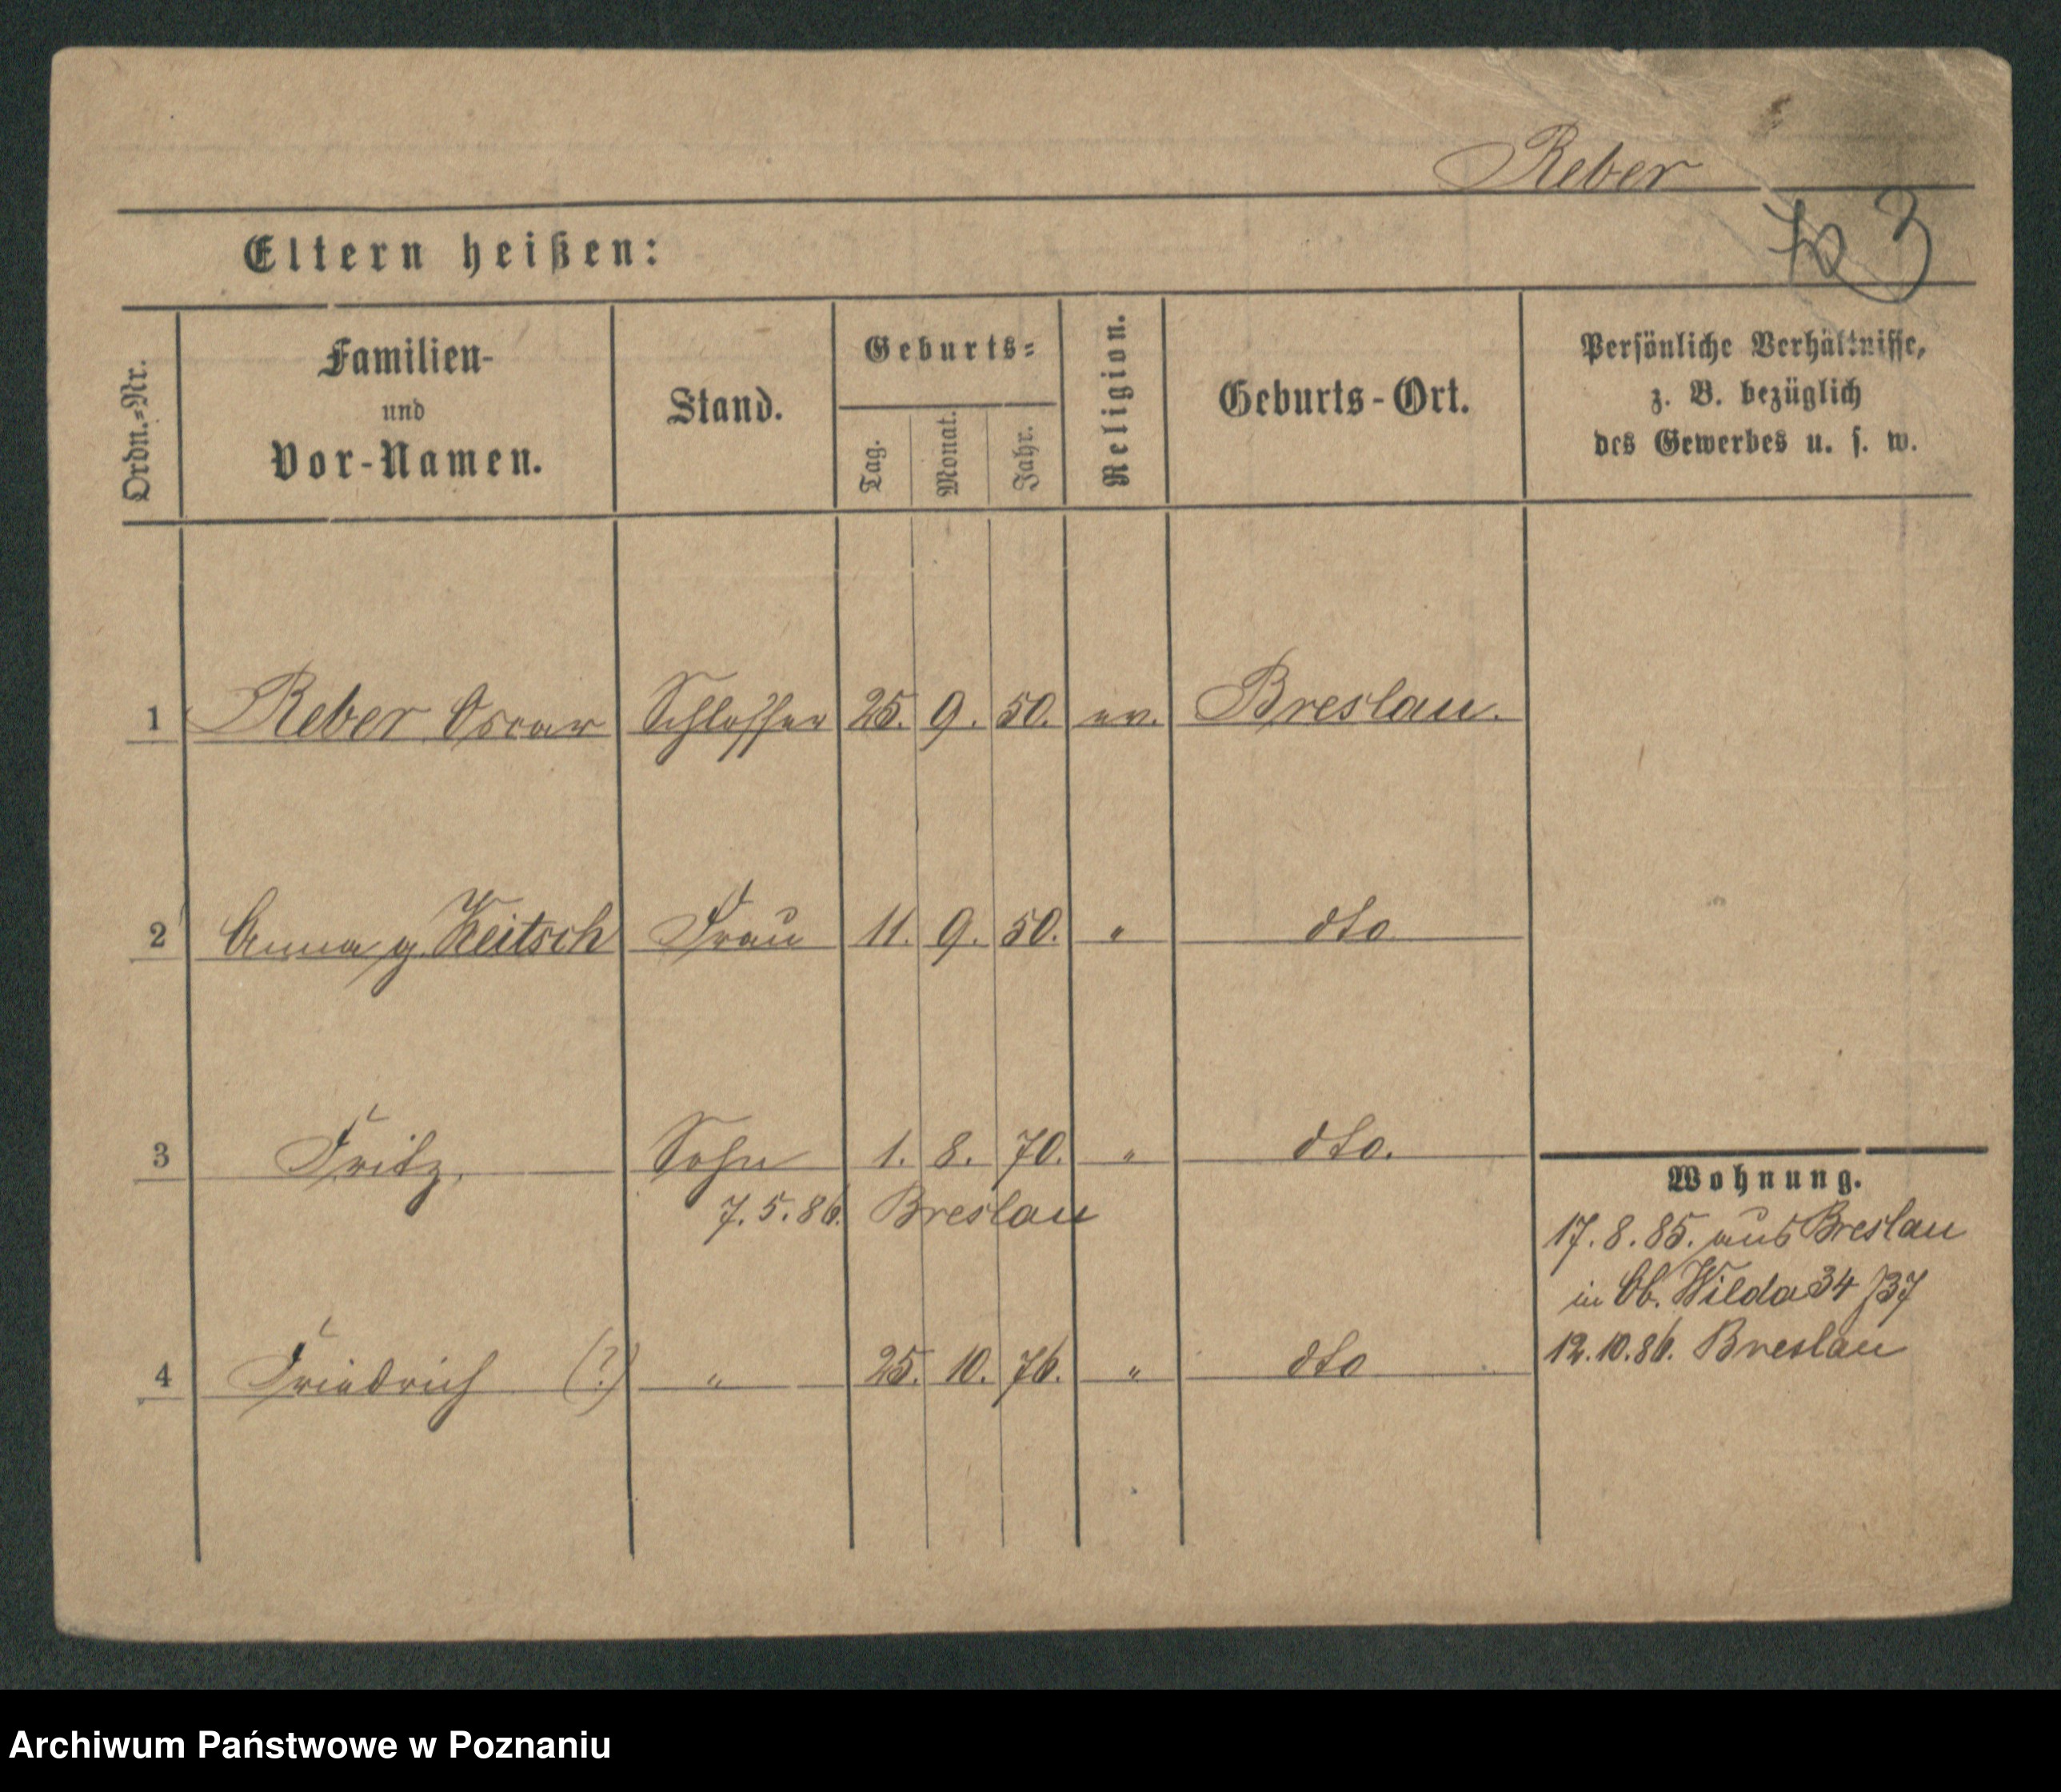 Reber
3
Eltern heißen:
Ordn.=Nr.
Familien-
und
Vor-Namen.
Stand.
Geburts=
Tag.
Monat.
Jahr.
Religion.
Geburts-Ort.
Persönliche Verhältnisse,
z. B. bezüglich
des Gewerbes u. s. w.
1 Reber Oscar Schlosser 25. 9. 50. ev. Breslau.
2 Anna g. Keitsch Frau 11. 9. 50. " dto
3 Fritz. Sohn 1. 8. 70. " dto.
7.5.86. Breslau
4 Friedrich (?) " 25. 10. 76. " dto
Wohnung.
17.8.85. aus Breslau
in Ob. Wilda 34 /37
12.10.86. Breslau
Archiwum Państwowe w Poznaniu